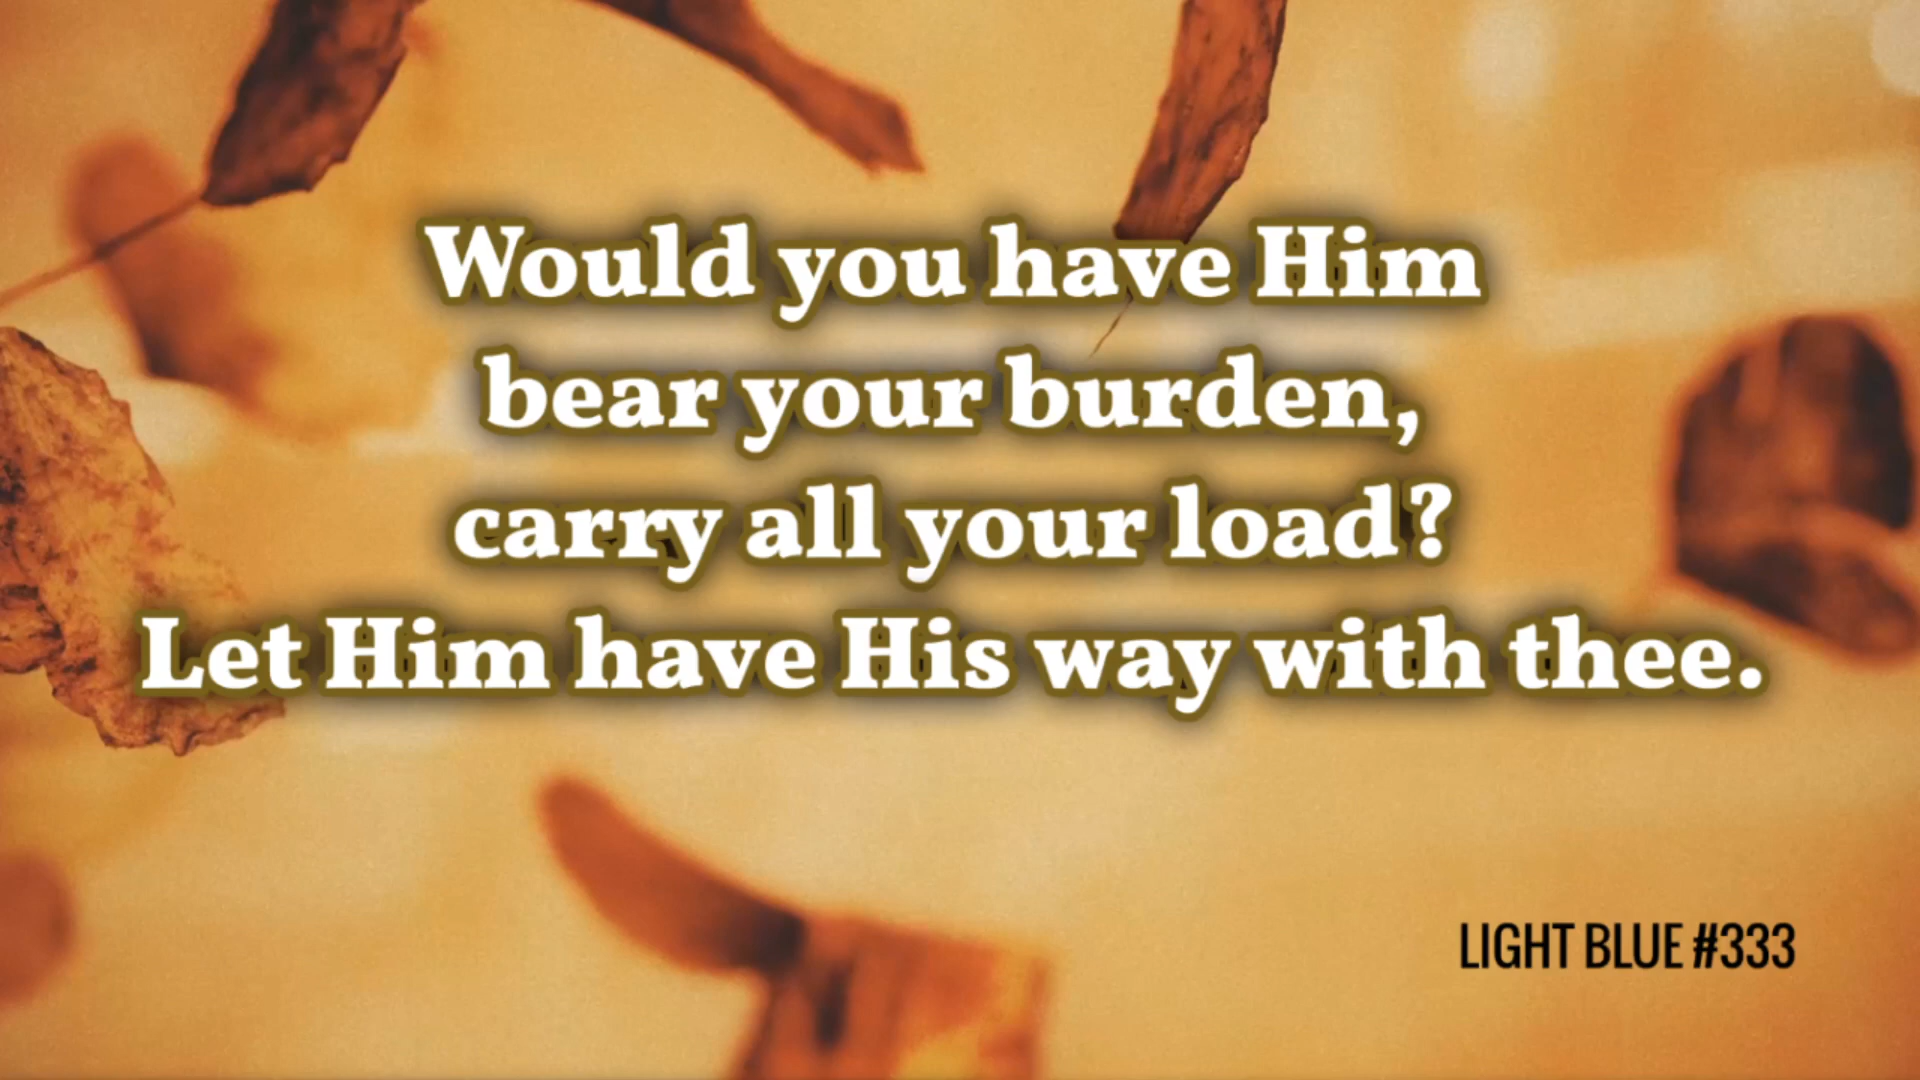 Would you have Him
bear your burden,
carry all your load?
Let Him have His way with thee.
LIGHT BLUE #333